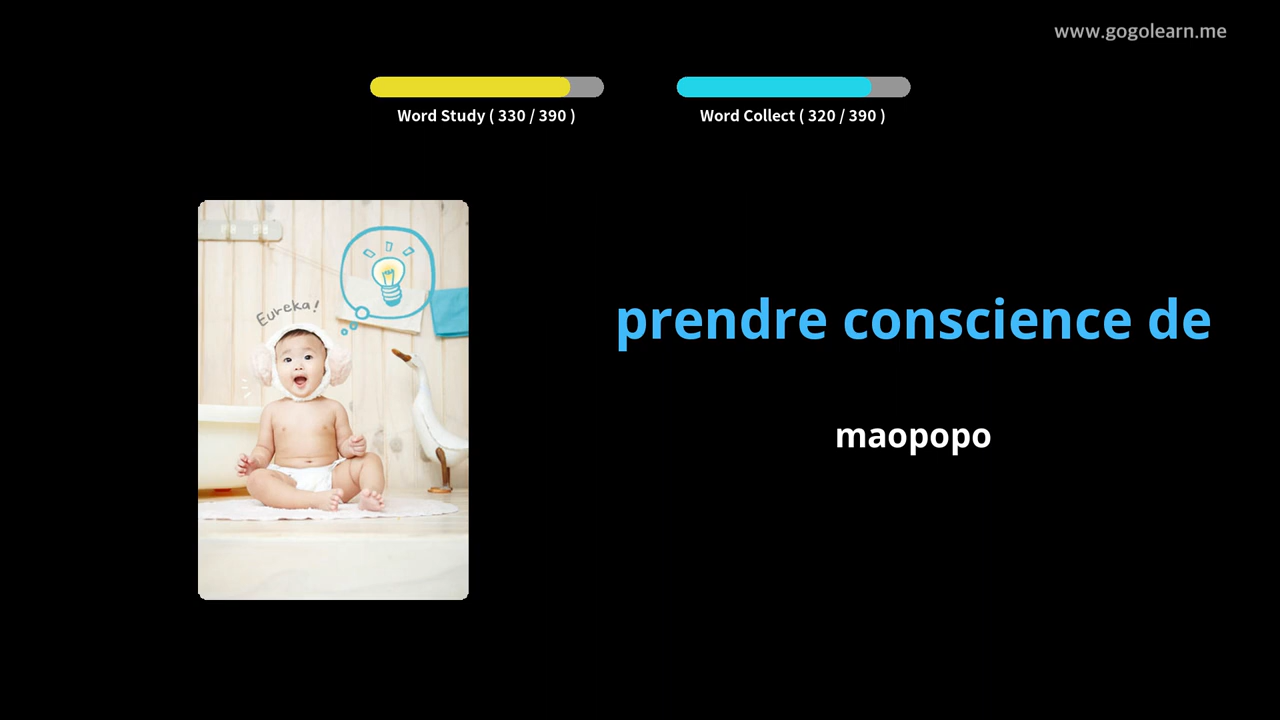 www.gogolearn.me
Word Study ( 330 / 390 )
Word Collect ( 320 / 390 )
Eureka!
prendre conscience de
maopopo